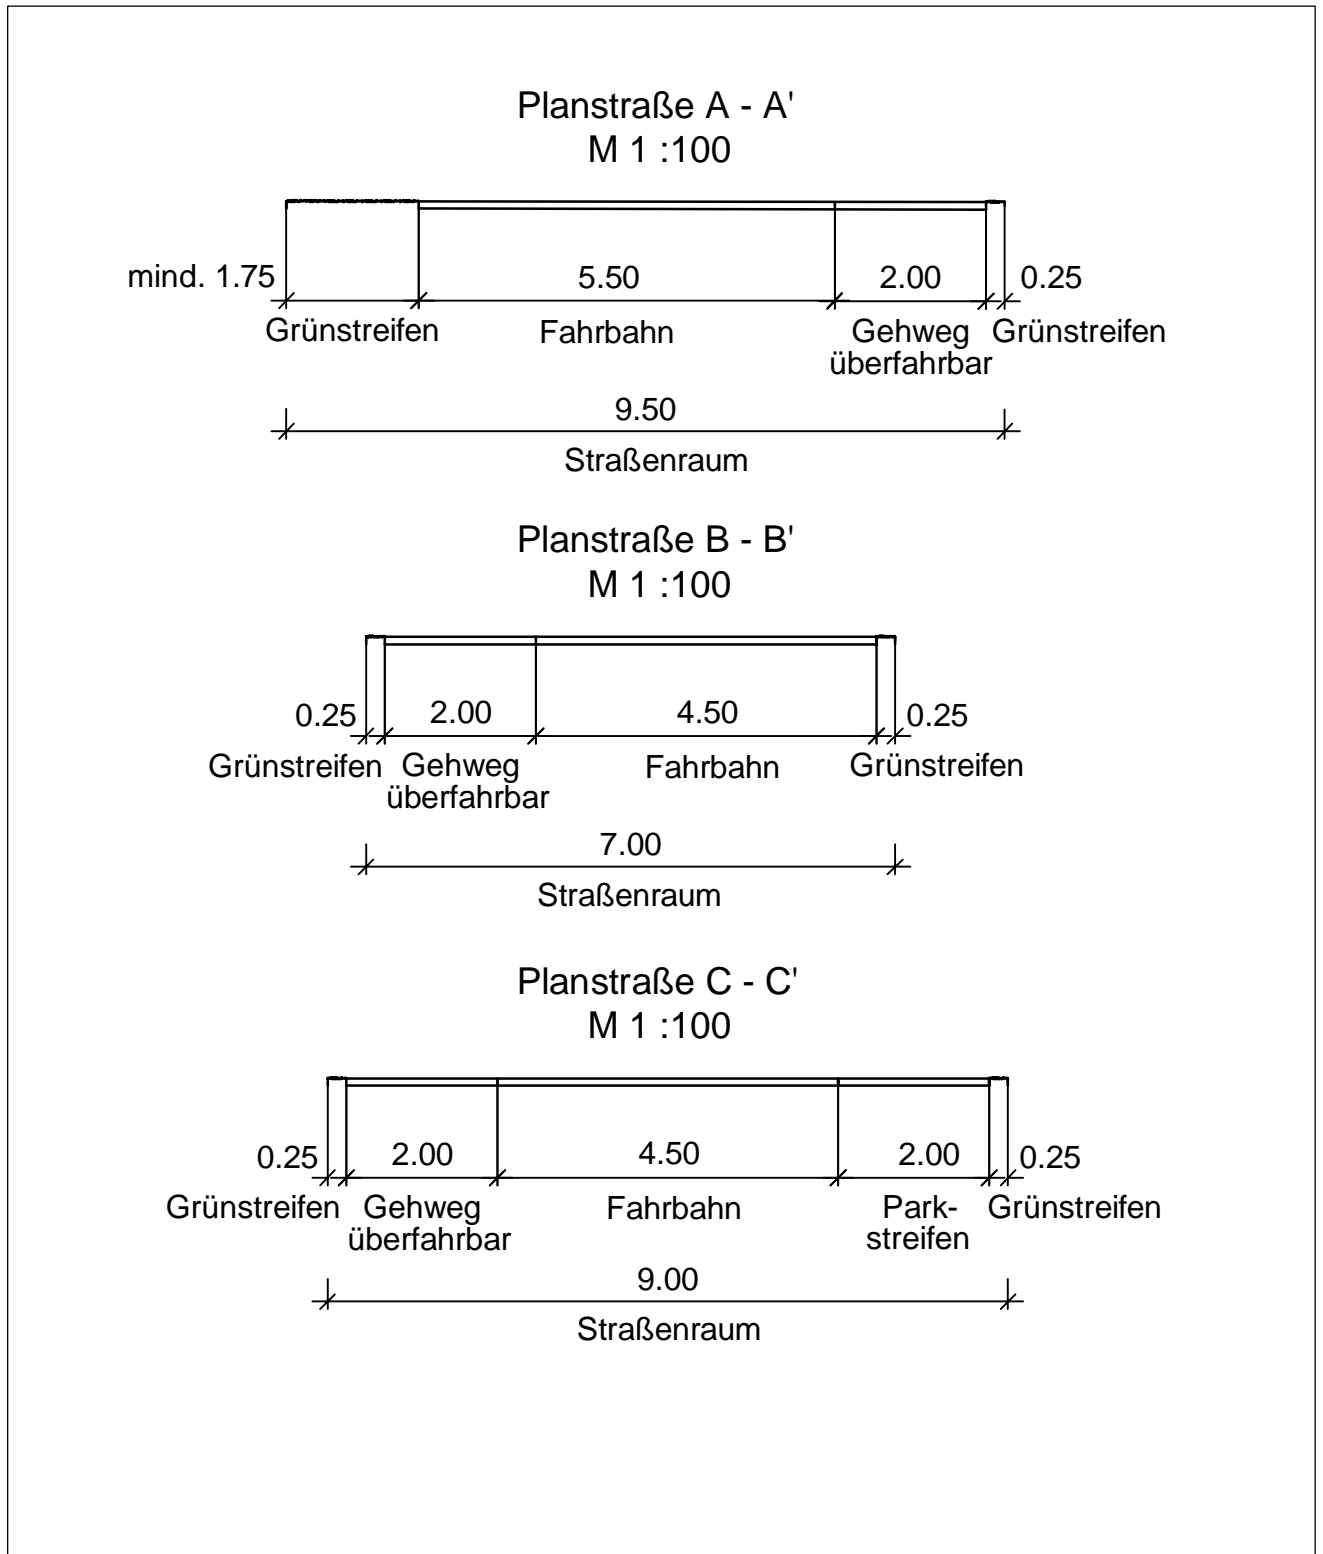 Planstraße A - A'
M 1 :100
mind. 1.75 5.50 2.00 0.25
Grünstreifen Fahrbahn Gehweg Grünstreifen
überfahrbar
9.50
Straßenraum
Planstraße B - B'
M 1 :100
0.25 2.00 4.50 0.25
Grünstreifen Gehweg Fahrbahn Grünstreifen
überfahrbar
7.00
Straßenraum
Planstraße C - C'
M 1 :100
0.25 2.00 4.50 2.00 0.25
Grünstreifen Gehweg Fahrbahn Park- Grünstreifen
überfahrbar streifen
9.00
Straßenraum